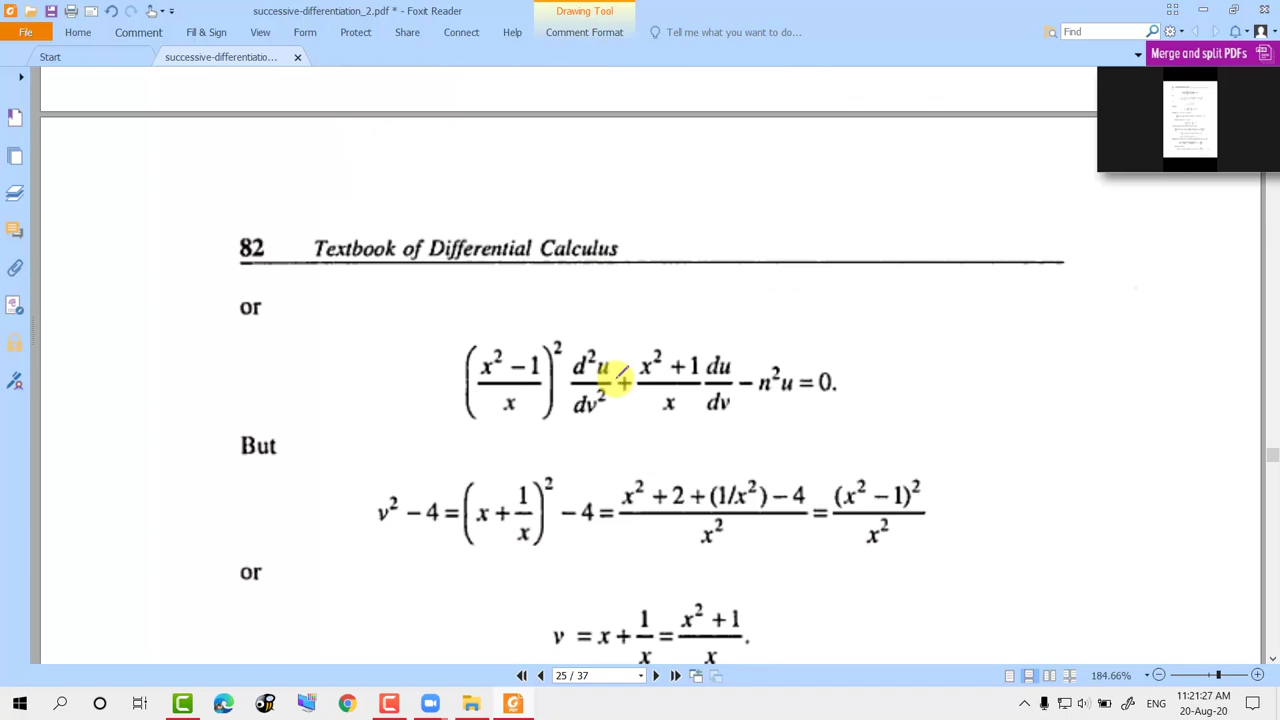 successive-differentiation_2.pdf * - Foxit Reader
Drawing Tool
File Home Comment Fill & Sign View Form Protect Share Connect Help Comment Format Tell me what you want to do... Find
Start successive-differentiatio...
Merge and split PDFs
82 Textbook of Differential Calculus
or
(x² − 1 / x)² d²u/dv² + x² + 1 / x du/dv − n²u = 0.
But
v² − 4 = (x + 1/x)² − 4 = x² + 2 + (1/x²) − 4 / x² = (x² − 1)² / x²
or
v = x + 1/x = x² + 1 / x.
25 / 37
184.66%
ENG
11:21:27 AM
20-Aug-20